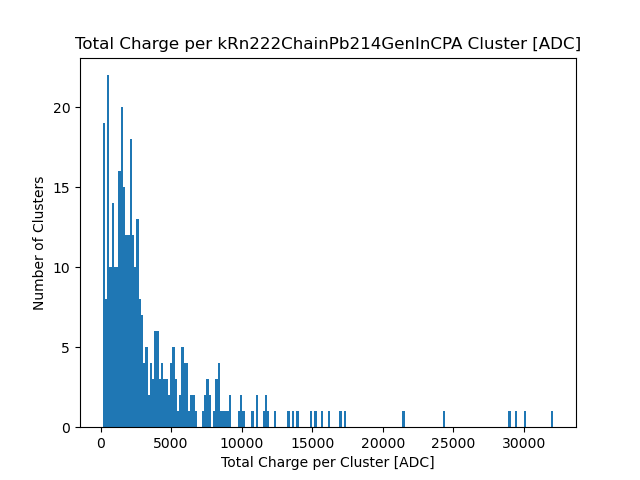 Total Charge per kRn222ChainPb214GenInCPA Cluster [ADC]
20
15
10
5
0
Number of Clusters
0 5000 10000 15000 20000 25000 30000
Total Charge per Cluster [ADC]